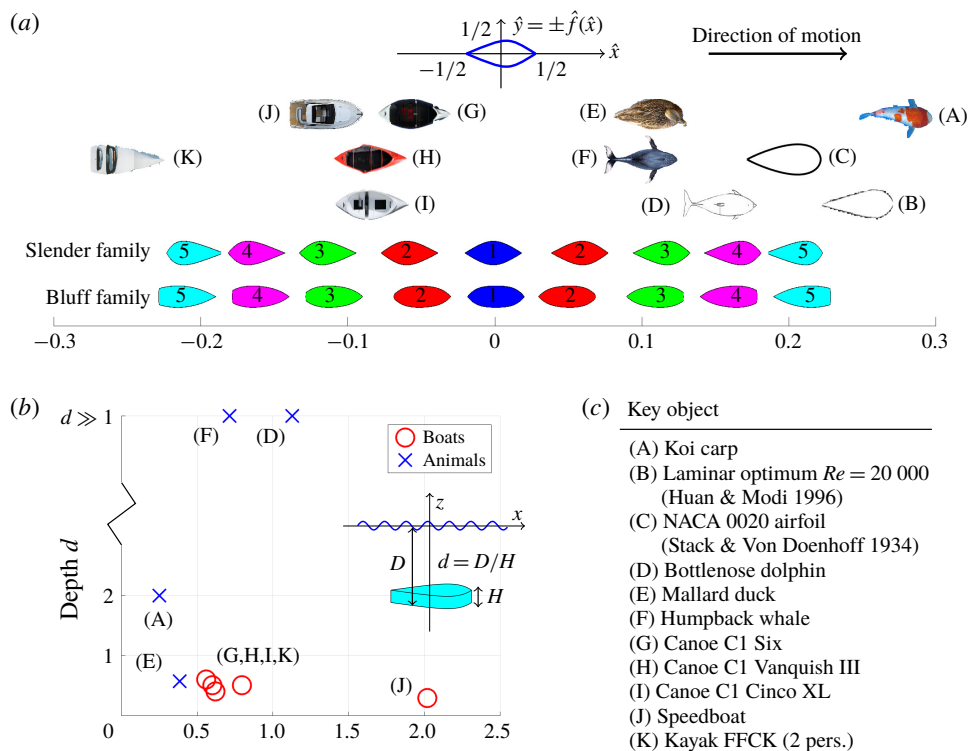 (a)
ŷ = ±f̂(x̂)
1/2
x̂
−1/2
1/2
Direction of motion
(J)
(G)
(E)
(A)
(K)
(H)
(F)
(C)
(I)
(D)
(B)
Slender family
5 4 3 2 1 2 3 4 5
Bluff family
5 4 3 2 1 2 3 4 5
−0.3 −0.2 −0.1 0 0.1 0.2 0.3
(b)
d ≫ 1
(F)
(D)
Boats
Animals
z
x
D
d = D/H
H
Depth d
2
(A)
(E)
(G,H,I,K)
1
(J)
0 0.5 1.0 1.5 2.0 2.5
(c) Key object
(A) Koi carp
(B) Laminar optimum Re = 20 000
(Huan & Modi 1996)
(C) NACA 0020 airfoil
(Stack & Von Doenhoff 1934)
(D) Bottlenose dolphin
(E) Mallard duck
(F) Humpback whale
(G) Canoe C1 Six
(H) Canoe C1 Vanquish III
(I) Canoe C1 Cinco XL
(J) Speedboat
(K) Kayak FFCK (2 pers.)